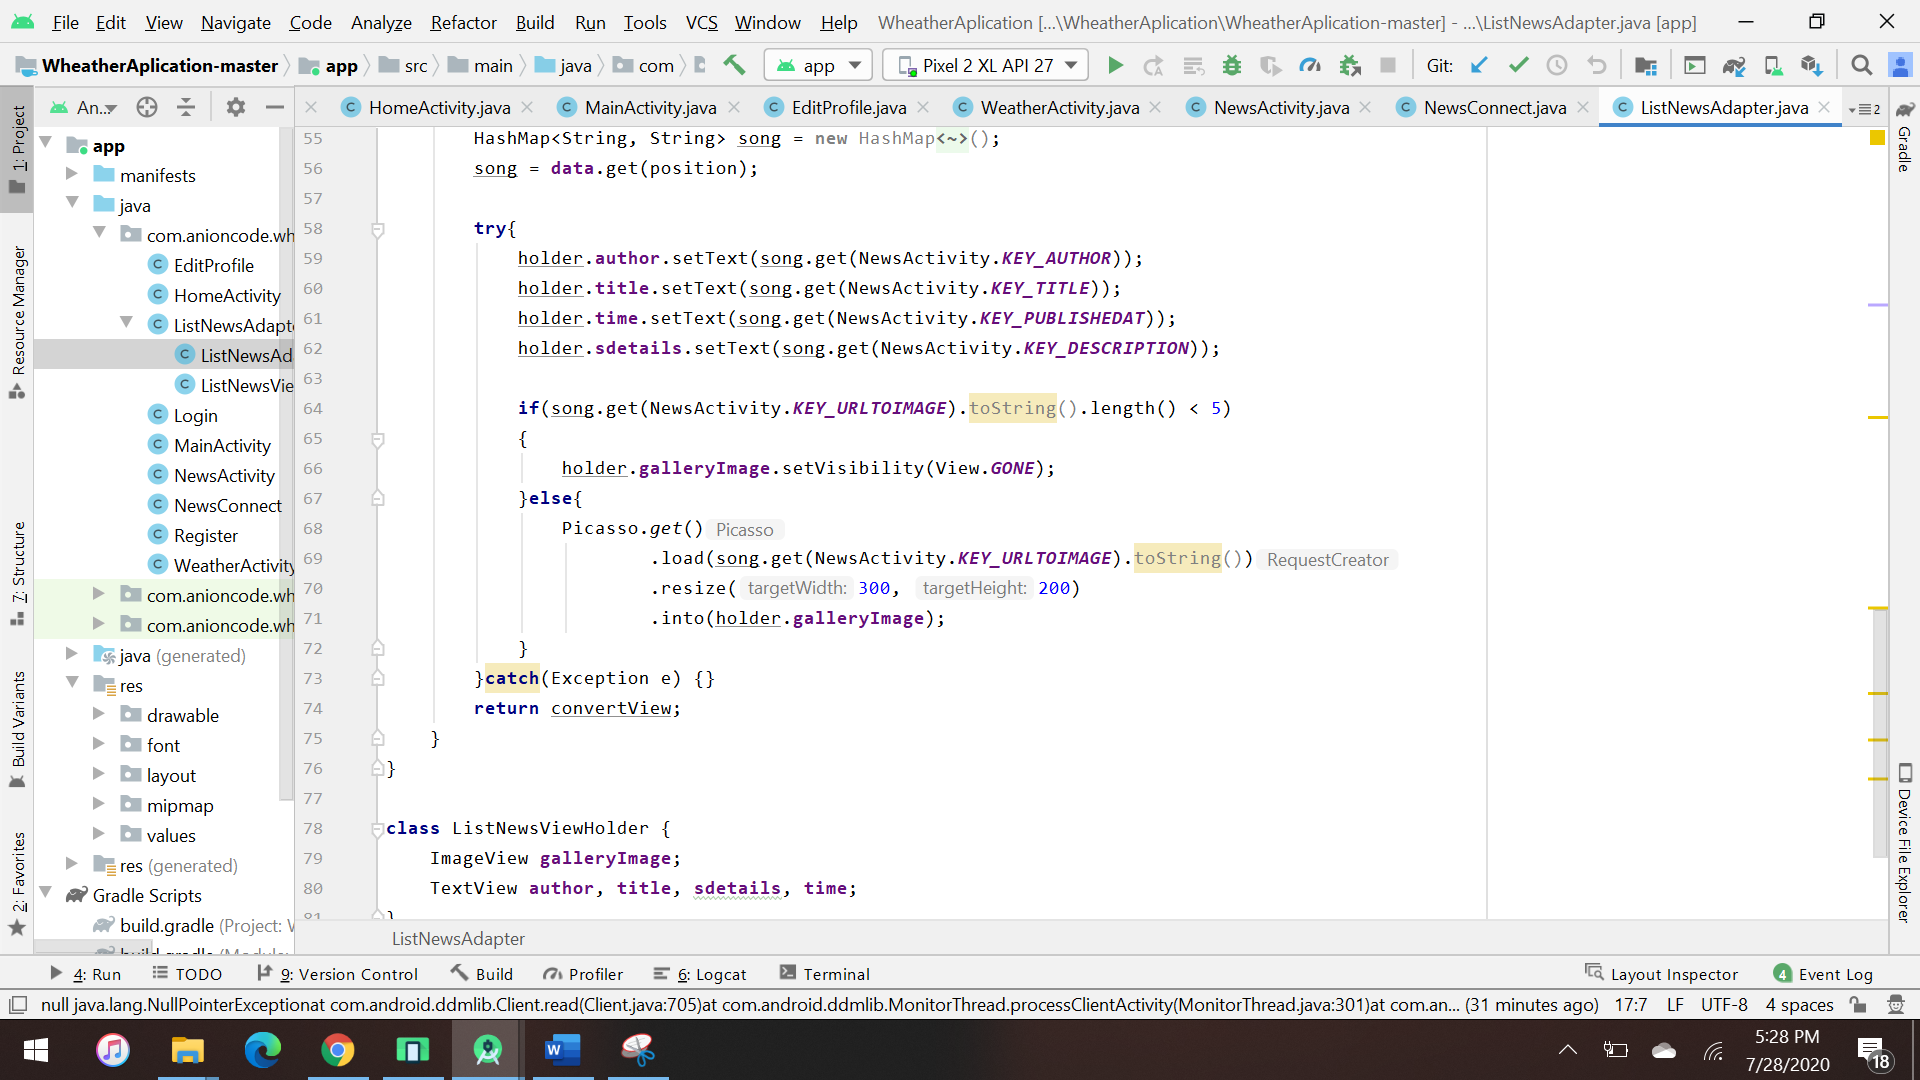 File Edit View Navigate Code Analyze Refactor Build Run Tools VCS Window Help WheatherAplication [...\WheatherAplication\WheatherAplication-master] - ...\ListNewsAdapter.java [app]
WheatherAplication-master app src main java com app Pixel 2 XL API 27 Git:
An... HomeActivity.java MainActivity.java EditProfile.java WeatherActivity.java NewsActivity.java NewsConnect.java ListNewsAdapter.java 2
1: Project
Resource Manager
7: Structure
Build Variants
2: Favorites
app
manifests
java
com.anioncode.wh
EditProfile
HomeActivity
ListNewsAdapte
ListNewsAd
ListNewsVie
Login
MainActivity
NewsActivity
NewsConnect
Register
WeatherActivity
com.anioncode.wh
com.anioncode.wh
java (generated)
res
drawable
font
layout
mipmap
values
res (generated)
Gradle Scripts
build.gradle (Project: W
build.gradle (Module:
55 HashMap<String, String> song = new HashMap<~>();
56 song = data.get(position);
57
58 try{
59 holder.author.setText(song.get(NewsActivity.KEY_AUTHOR));
60 holder.title.setText(song.get(NewsActivity.KEY_TITLE));
61 holder.time.setText(song.get(NewsActivity.KEY_PUBLISHEDAT));
62 holder.sdetails.setText(song.get(NewsActivity.KEY_DESCRIPTION));
63
64 if(song.get(NewsActivity.KEY_URLTOIMAGE).toString().length() < 5)
65 {
66 holder.galleryImage.setVisibility(View.GONE);
67 }else{
68 Picasso.get() Picasso
69 .load(song.get(NewsActivity.KEY_URLTOIMAGE).toString()) RequestCreator
70 .resize( targetWidth: 300, targetHeight: 200)
71 .into(holder.galleryImage);
72 }
73 }catch(Exception e) {}
74 return convertView;
75 }
76 }
77
78 class ListNewsViewHolder {
79 ImageView galleryImage;
80 TextView author, title, sdetails, time;
81 }
ListNewsAdapter
Gradle
Device File Explorer
4: Run TODO 9: Version Control Build Profiler 6: Logcat Terminal Layout Inspector 4 Event Log
null java.lang.NullPointerExceptionat com.android.ddmlib.Client.read(Client.java:705)at com.android.ddmlib.MonitorThread.processClientActivity(MonitorThread.java:301)at com.an... (31 minutes ago) 17:7 LF UTF-8 4 spaces
5:28 PM
7/28/2020
18